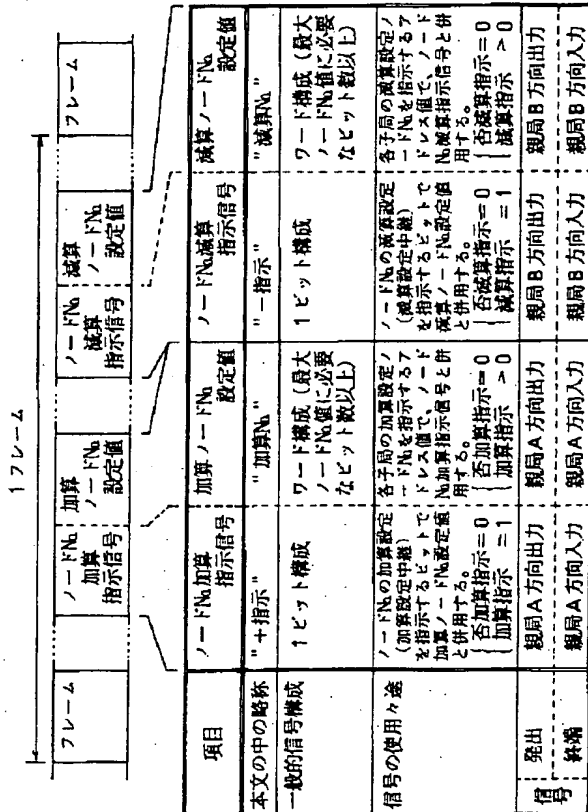 1フレーム
フレーム
ノード№
加算
指示信号
加算
ノード№
設定値
ノード№
減算
指示信号
減算
ノード№
設定値
フレーム
項目
ノード№加算
指示信号
加算ノード№
設定値
ノード№減算
指示信号
減算ノード№
設定値
本文の中の略称
"+指示"
"加算№"
"−指示"
"減算№"
一般的信号構成
1ビット構成
ワード構成(最大
ノード№値に必要
なビット数以上)
1ビット構成
ワード構成(最大
ノード№値に必要
なビット数以上)
信号の使用々途
ノード№の加算設定
(加算設定中継)
を指示するビットで
加算ノード№設定値
と併用する。
否加算指示=0
加算指示 =1
各子局の加算設定ノ
ード№を指示するア
ドレス値で、ノード
№加算指示信号と併
用する。
否加算指示=0
加算指示 >0
ノード№の減算設定
(減算設定中継)
を指示するビットで
減算ノード№設定値
と併用する。
否減算指示=0
減算指示 =1
各子局の減算設定ノ
ード№を指示するア
ドレス値で、ノード
№減算指示信号と併
用する。
否減算指示=0
減算指示 >0
信号
発出
親局A方向出力
親局A方向出力
親局B方向出力
親局B方向出力
終端
親局A方向入力
親局A方向入力
親局B方向入力
親局B方向入力